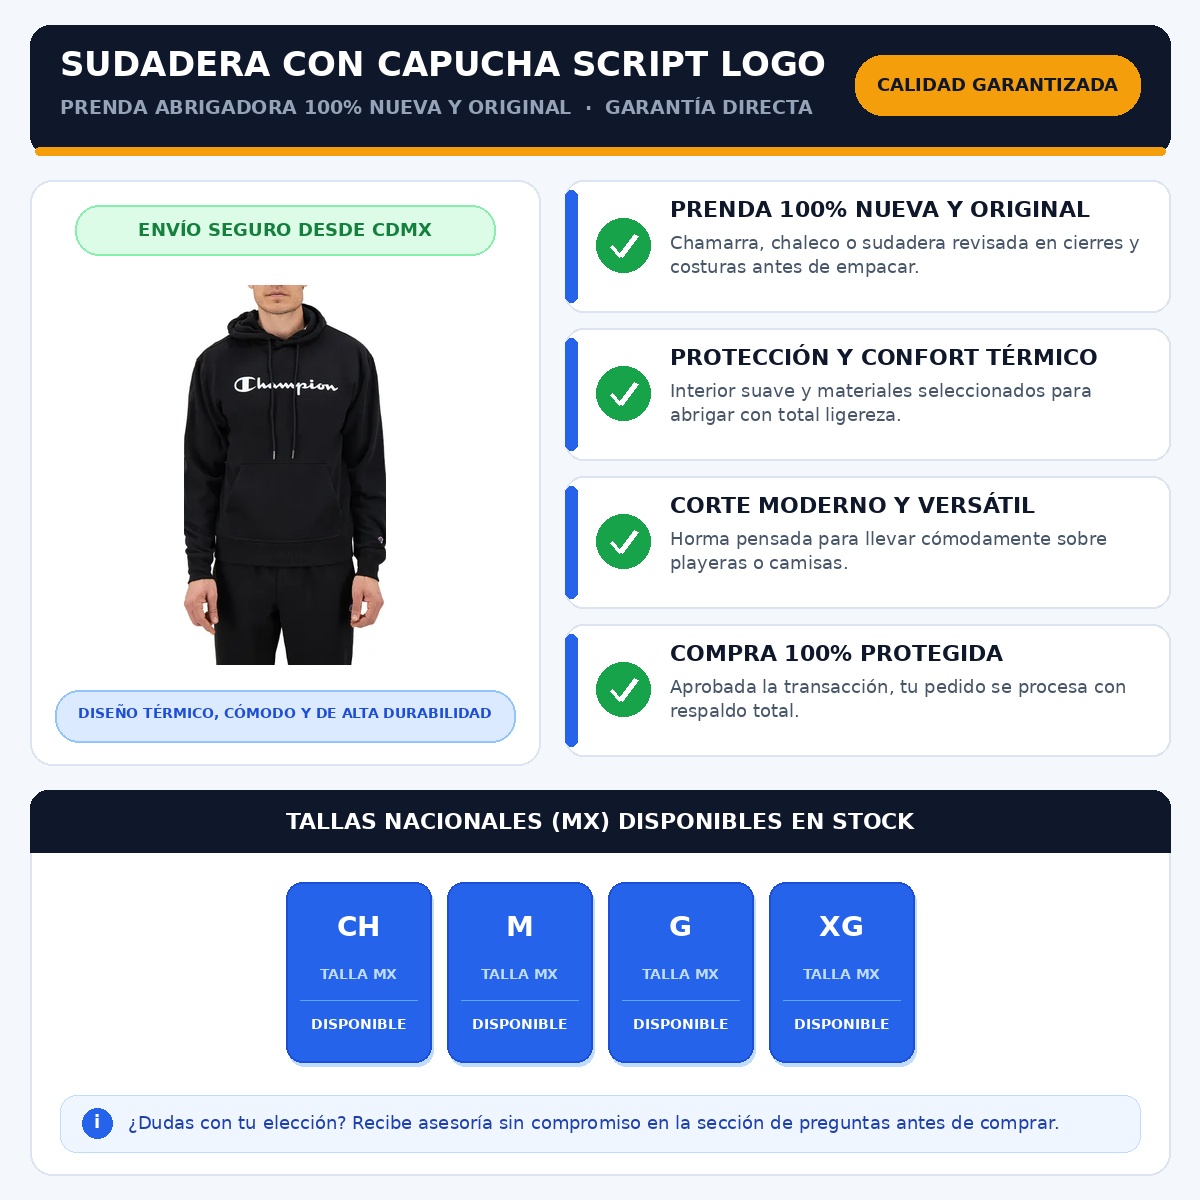 SUDADERA CON CAPUCHA SCRIPT LOGO
PRENDA ABRIGADORA 100% NUEVA Y ORIGINAL · GARANTÍA DIRECTA
CALIDAD GARANTIZADA
ENVÍO SEGURO DESDE CDMX
Champion
DISEÑO TÉRMICO, CÓMODO Y DE ALTA DURABILIDAD
PRENDA 100% NUEVA Y ORIGINAL
Chamarra, chaleco o sudadera revisada en cierres y
costuras antes de empacar.
PROTECCIÓN Y CONFORT TÉRMICO
Interior suave y materiales seleccionados para
abrigar con total ligereza.
CORTE MODERNO Y VERSÁTIL
Horma pensada para llevar cómodamente sobre
playeras o camisas.
COMPRA 100% PROTEGIDA
Aprobada la transacción, tu pedido se procesa con
respaldo total.
TALLAS NACIONALES (MX) DISPONIBLES EN STOCK
CH
TALLA MX
DISPONIBLE
M
TALLA MX
DISPONIBLE
G
TALLA MX
DISPONIBLE
XG
TALLA MX
DISPONIBLE
i
¿Dudas con tu elección? Recibe asesoría sin compromiso en la sección de preguntas antes de comprar.